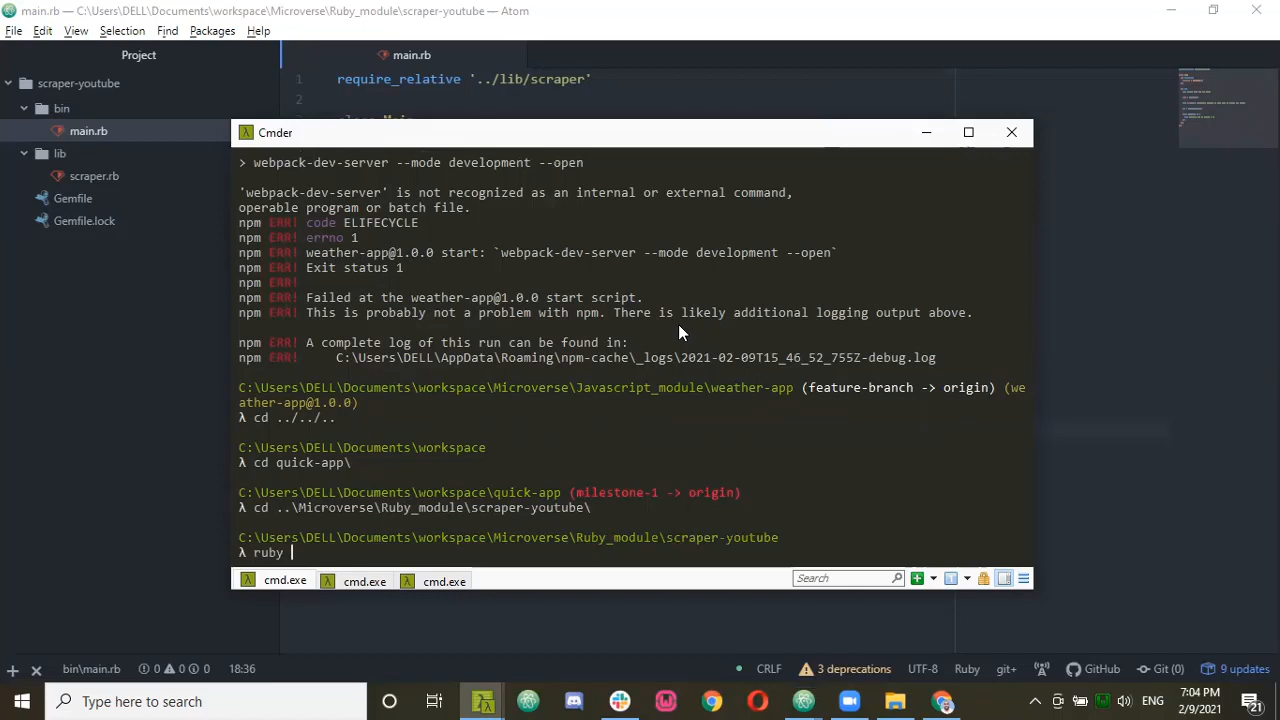 main.rb — C:\Users\DELL\Documents\workspace\Microverse\Ruby_module\scraper-youtube — Atom
File Edit View Selection Find Packages Help
Project
main.rb
scraper-youtube
bin
main.rb
lib
scraper.rb
Gemfile
Gemfile.lock
1 require_relative '../lib/scraper'
2
Cmder
> webpack-dev-server --mode development --open
'webpack-dev-server' is not recognized as an internal or external command,
operable program or batch file.
npm ERR! code ELIFECYCLE
npm ERR! errno 1
npm ERR! weather-app@1.0.0 start: `webpack-dev-server --mode development --open`
npm ERR! Exit status 1
npm ERR!
npm ERR! Failed at the weather-app@1.0.0 start script.
npm ERR! This is probably not a problem with npm. There is likely additional logging output above.
npm ERR! A complete log of this run can be found in:
npm ERR! C:\Users\DELL\AppData\Roaming\npm-cache\_logs\2021-02-09T15_46_52_755Z-debug.log
C:\Users\DELL\Documents\workspace\Microverse\Javascript_module\weather-app (feature-branch -> origin) (we
ather-app@1.0.0)
λ cd ../../..
C:\Users\DELL\Documents\workspace
λ cd quick-app\
C:\Users\DELL\Documents\workspace\quick-app (milestone-1 -> origin)
λ cd ..\Microverse\Ruby_module\scraper-youtube\
C:\Users\DELL\Documents\workspace\Microverse\Ruby_module\scraper-youtube
λ ruby
cmd.exe cmd.exe cmd.exe Search
bin\main.rb 0 0 0 18:36 CRLF 3 deprecations UTF-8 Ruby git+ GitHub Git (0) 9 updates
Type here to search
ENG
7:04 PM
2/9/2021
21